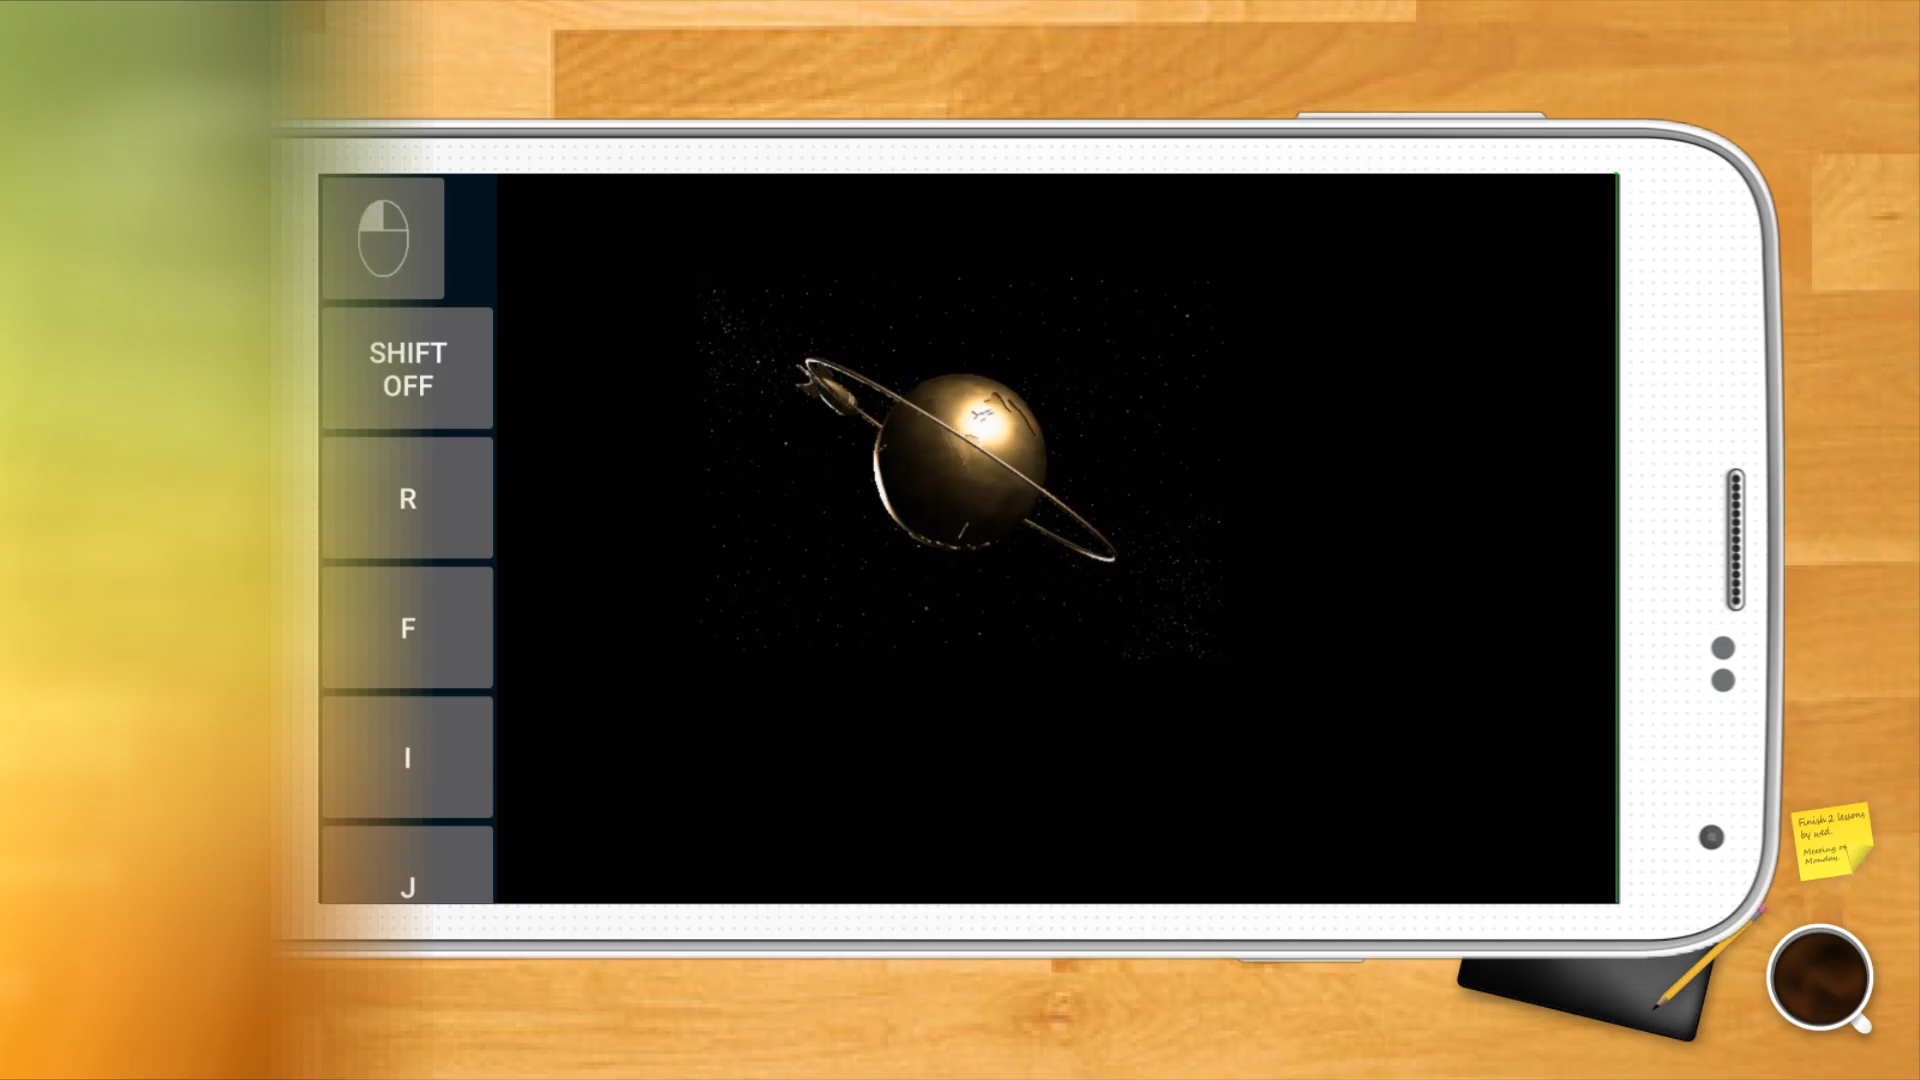 SHIFT
OFF
R
F
I
J
Finish 2 lessons
by wed.
Meeting on
Monday.